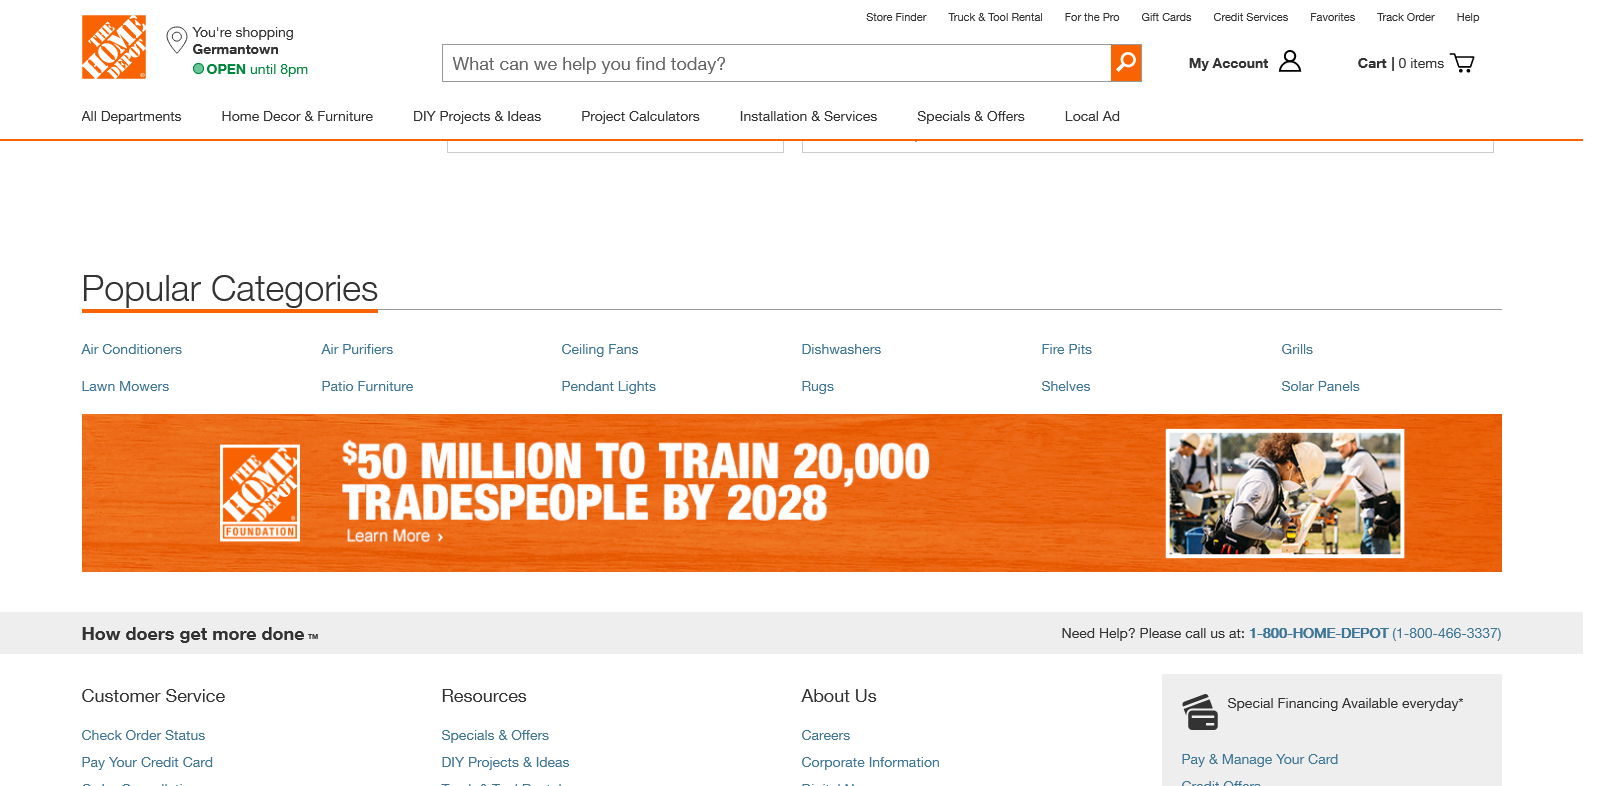 Store Finder
Truck & Tool Rental
For the Pro
Gift Cards
Credit Services
Favorites
Track Order
Help
THE HOME DEPOT
You're shopping
Germantown
OPEN until 8pm
What can we help you find today?
My Account
Cart | 0 items
All Departments
Home Decor & Furniture
DIY Projects & Ideas
Project Calculators
Installation & Services
Specials & Offers
Local Ad
Popular Categories
Air Conditioners
Air Purifiers
Ceiling Fans
Dishwashers
Fire Pits
Grills
Lawn Mowers
Patio Furniture
Pendant Lights
Rugs
Shelves
Solar Panels
THE HOME DEPOT
FOUNDATION
$50 MILLION TO TRAIN 20,000
TRADESPEOPLE BY 2028
Learn More ›
How doers get more done™
Need Help? Please call us at: 1-800-HOME-DEPOT (1-800-466-3337)
Customer Service
Check Order Status
Pay Your Credit Card
Resources
Specials & Offers
DIY Projects & Ideas
About Us
Careers
Corporate Information
Special Financing Available everyday*
Pay & Manage Your Card
Credit Offers